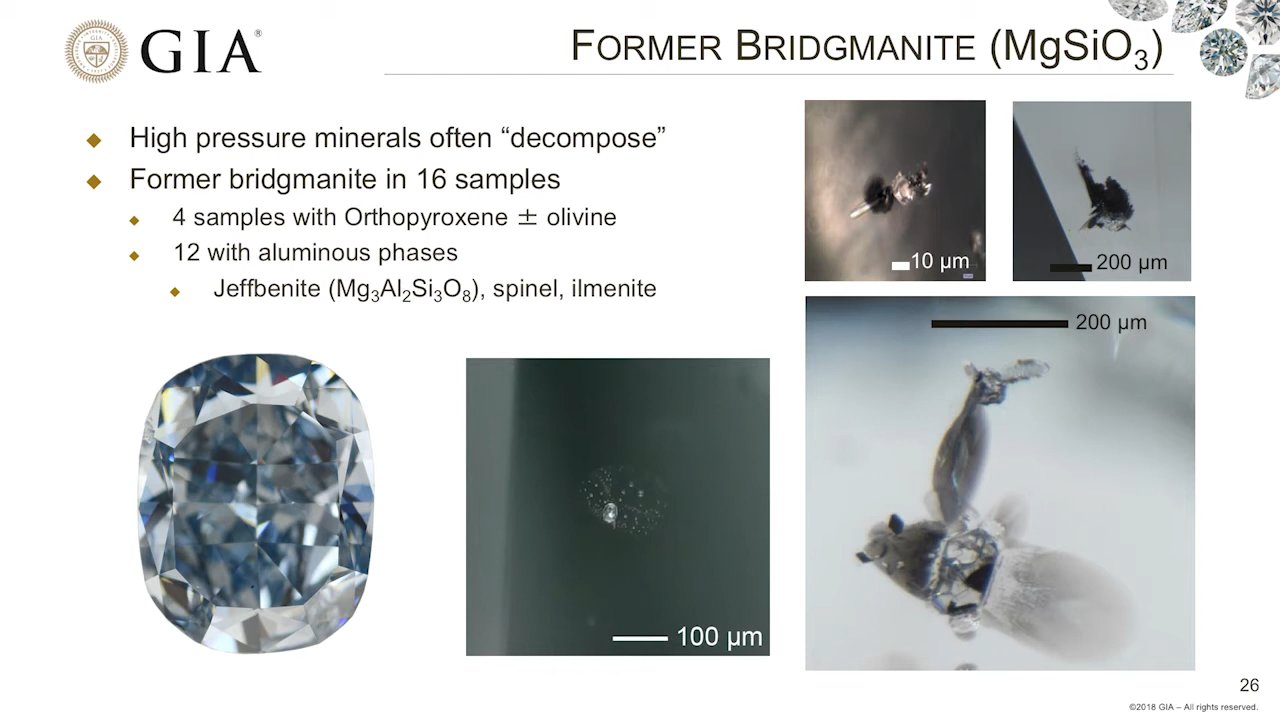 GIA®
FORMER BRIDGMANITE (MgSiO₃)
◆ High pressure minerals often “decompose”
◆ Former bridgmanite in 16 samples
◆ 4 samples with Orthopyroxene ± olivine
◆ 12 with aluminous phases
◆ Jeffbenite (Mg₃Al₂Si₃O₈), spinel, ilmenite
10 µm
200 µm
200 µm
100 µm
26
©2018 GIA – All rights reserved.